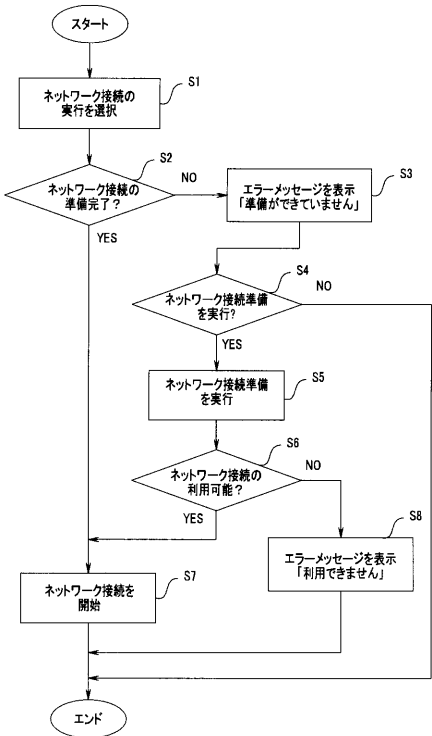 スタート
S1
ネットワーク接続の
実行を選択
S2
ネットワーク接続の
準備完了?
NO
YES
S3
エラーメッセージを表示
「準備ができていません」
S4
ネットワーク接続準備
を実行?
NO
YES
S5
ネットワーク接続準備
を実行
S6
ネットワーク接続の
利用可能?
NO
YES
S8
エラーメッセージを表示
「利用できません」
S7
ネットワーク接続を
開始
エンド